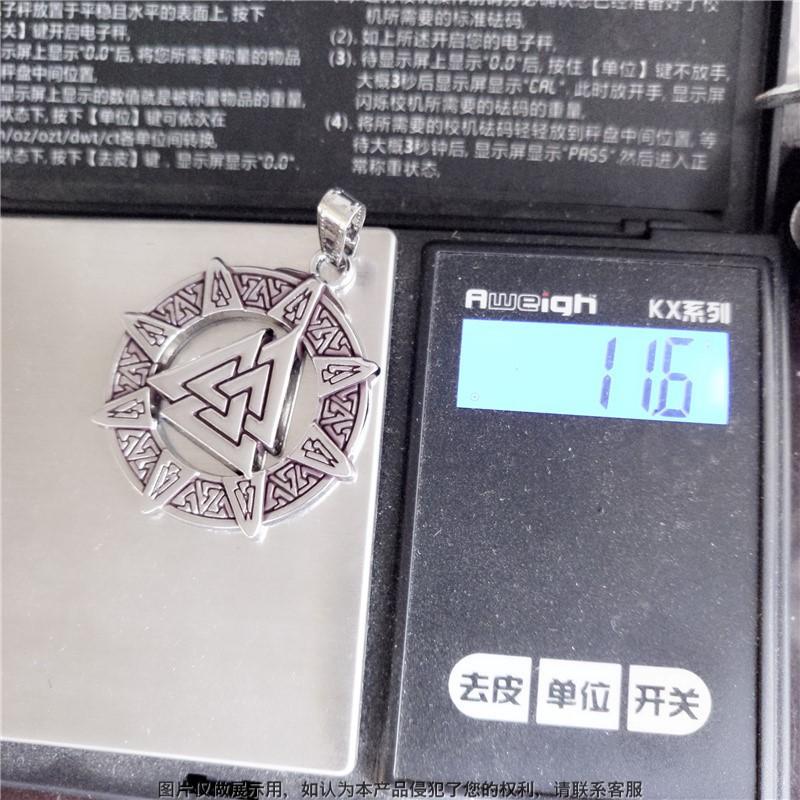 子秤放置于平稳且水平的表面上, 按下
关】键开启电子秤.
示屏上显示"0.0"后, 将您所需要称量的物品
秤盘中间位置.
屏上显示的数值就是被称量物品的重量,
状态下, 按下【单位】键可依次在
/oz/ozt/dwt/ct各单位间转换.
状态下, 按下【去皮】键, 显示屏显示"0.0".
机所需要的标准砝码.
(2). 如上所述开启您的电子秤.
(3). 待显示屏上显示"0.0"后, 按住【单位】键不放手,
大概3秒后显示屏显示"CAL", 此时放开手, 显示屏
闪烁校机所需要的砝码的重量.
(4). 将所需要的校机砝码轻轻放到秤盘中间位置, 等
待大概3秒钟后, 显示屏显示"PASS".然后进入正
常称重状态.
Aweigh KX系列
11.6
去皮 单位 开关
图片仅做展示用, 如认为本产品侵犯了您的权利, 请联系客服